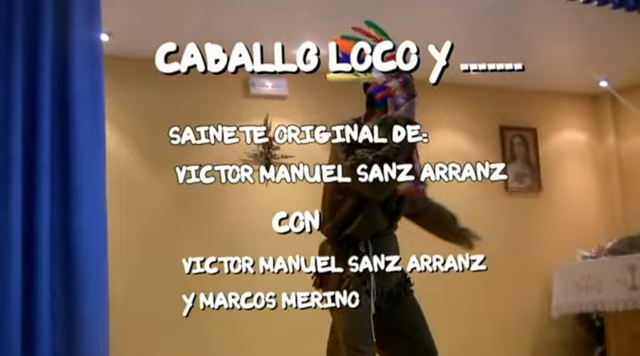 CABALLO LOCO Y .......
SAINETE ORIGINAL DE:
VICTOR MANUEL SANZ ARRANZ
CON
VICTOR MANUEL SANZ ARRANZ
Y MARCOS MERINO